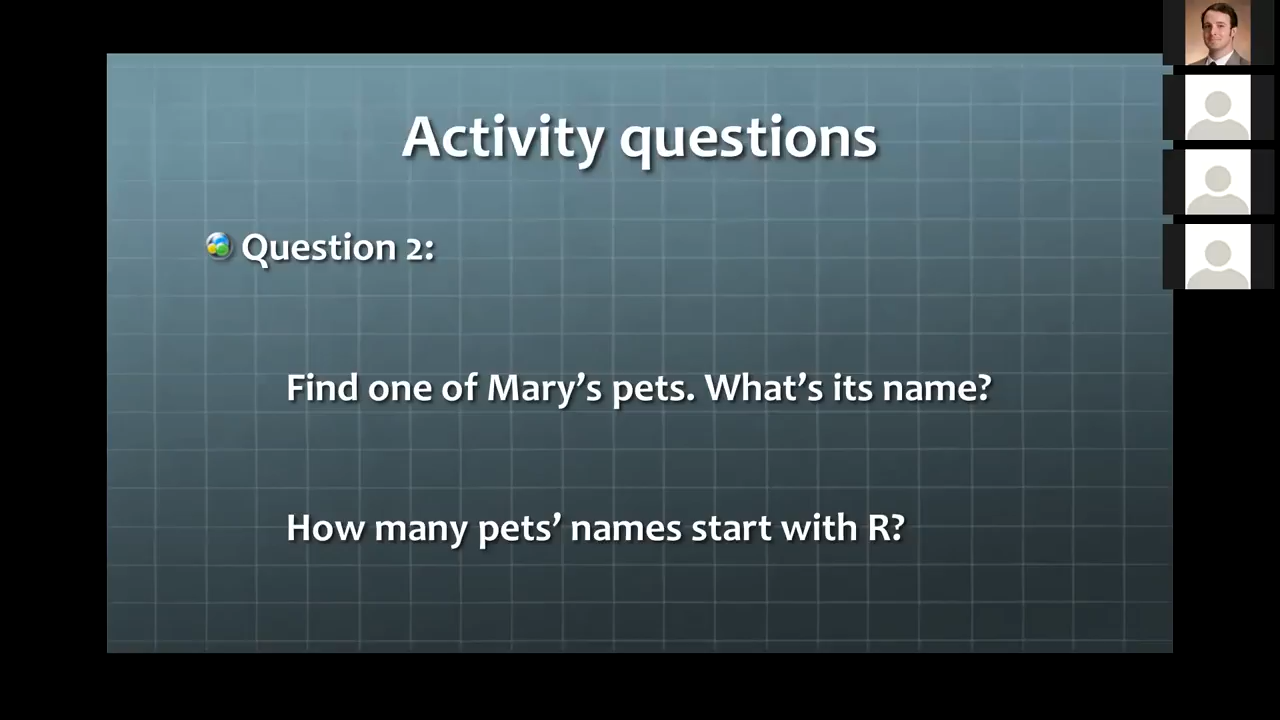 Activity questions
Question 2:
Find one of Mary’s pets. What’s its name?
How many pets’ names start with R?